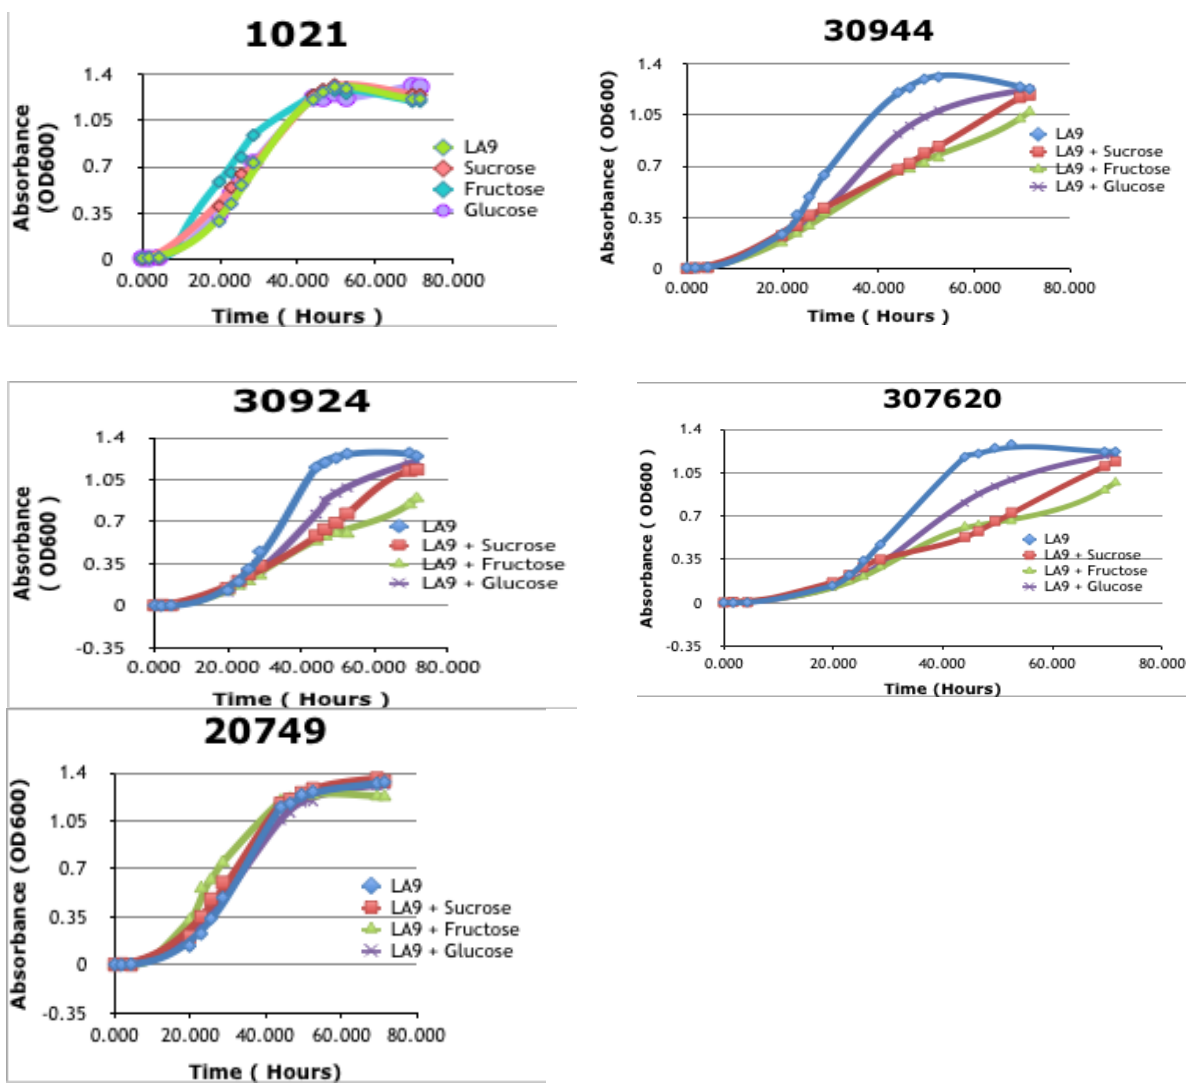 1021
1.4
1.05
0.7
0.35
0
0.000 20.000 40.000 60.000 80.000
Absorbance
(OD600)
Time ( Hours )
LA9
Sucrose
Fructose
Glucose
30944
1.4
1.05
0.7
0.35
0
0.000 20.000 40.000 60.000 80.000
Absorbance ( OD600)
Time ( Hours )
LA9
LA9 + Sucrose
LA9 + Fructose
LA9 + Glucose
30924
1.4
1.05
0.7
0.35
0
-0.35
0.000 20.000 40.000 60.000 80.000
Absorbance
( OD600 )
Time ( Hours )
LA9
LA9 + Sucrose
LA9 + Fructose
LA9 + Glucose
307620
1.4
1.05
0.7
0.35
0
-0.35
0.000 20.000 40.000 60.000 80.000
Absorbance ( OD600 )
Time (Hours)
LA9
LA9 + Sucrose
LA9 + Fructose
LA9 + Glucose
20749
1.4
1.05
0.7
0.35
0
-0.35
0.000 20.000 40.000 60.000 80.000
Absorbance (OD600)
Time ( Hours)
LA9
LA9 + Sucrose
LA9 + Fructose
LA9 + Glucose